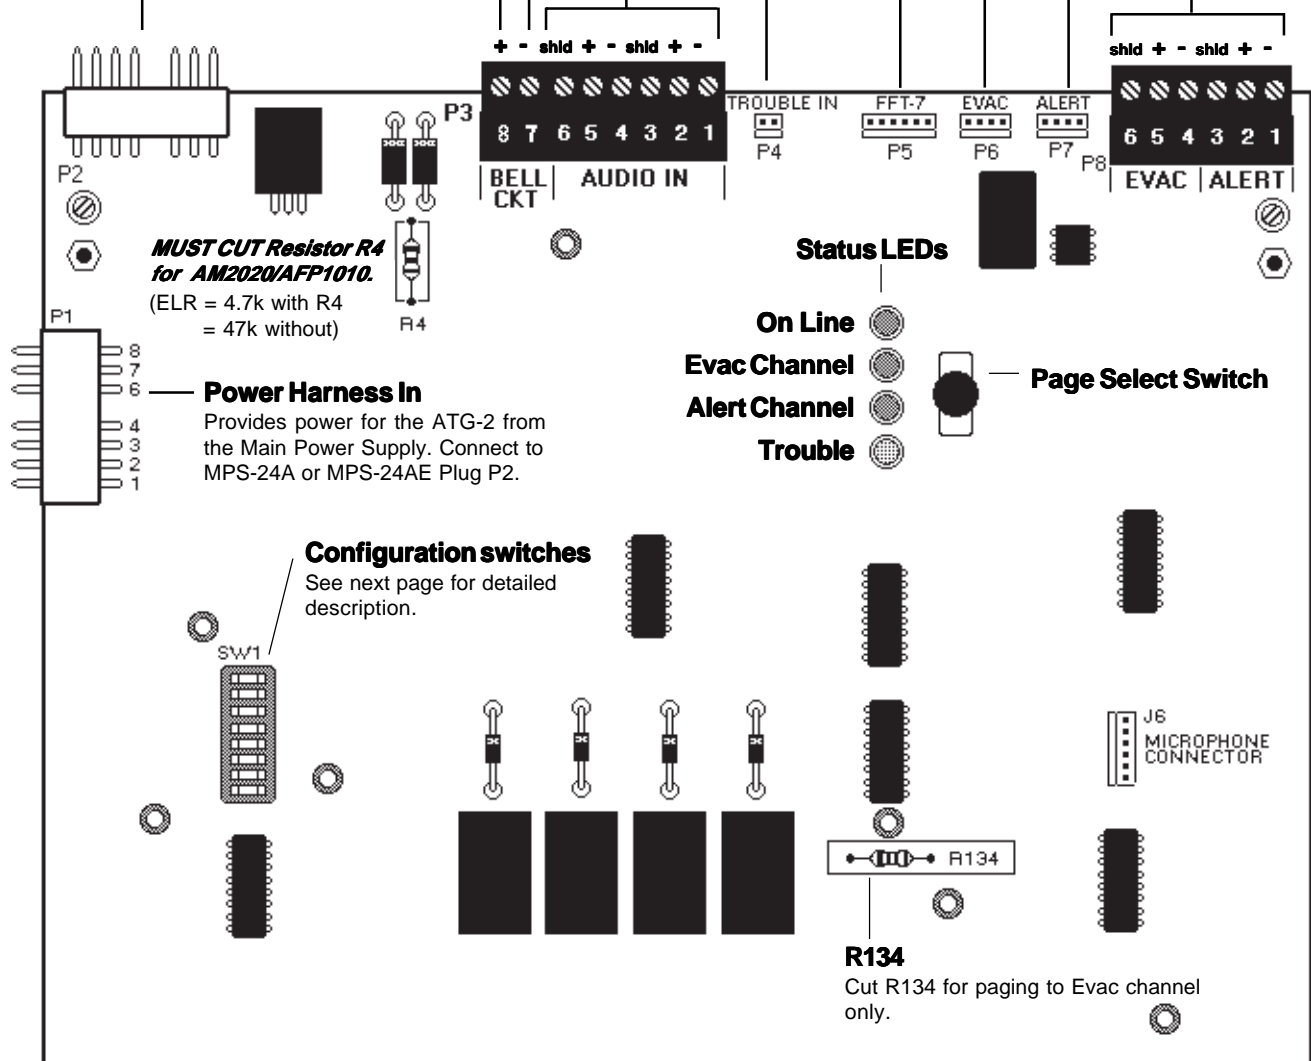 + - shld + - shld + -
shld + - shld + -
P3
8 7 6 5 4 3 2 1
BELL CKT
AUDIO IN
TROUBLE IN
P4
FFT-7
P5
EVAC
P6
ALERT
P7
P8
6 5 4 3 2 1
EVAC
ALERT
P2
MUST CUT Resistor R4
for AM2020/AFP1010.
(ELR = 4.7k with R4
= 47k without)
R4
Status LEDs
On Line
Evac Channel
Alert Channel
Trouble
Page Select Switch
P1
8
7
6
4
3
2
1
Power Harness In
Provides power for the ATG-2 from
the Main Power Supply. Connect to
MPS-24A or MPS-24AE Plug P2.
Configuration switches
See next page for detailed
description.
SW1
J6
MICROPHONE
CONNECTOR
R134
R134
Cut R134 for paging to Evac channel
only.